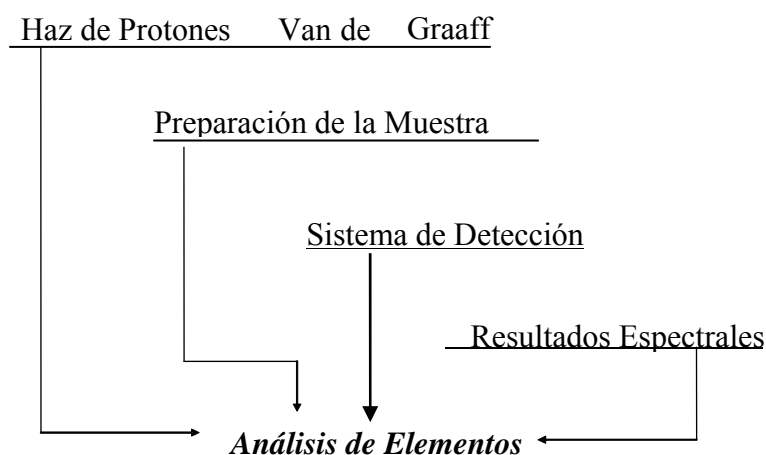 Haz de Protones Van de Graaff
Preparación de la Muestra
Sistema de Detección
Resultados Espectrales
Análisis de Elementos